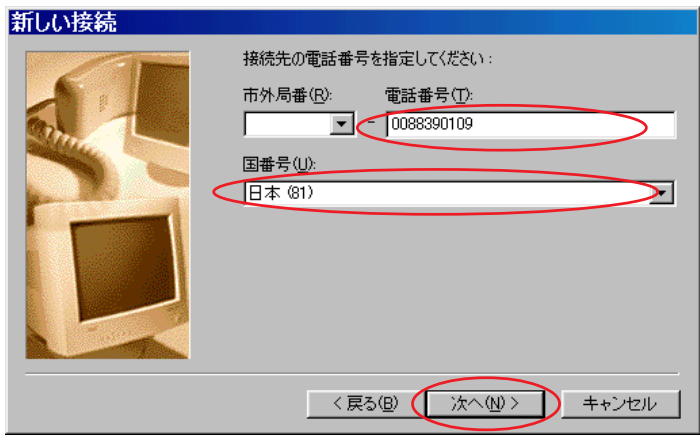 新しい接続
接続先の電話番号を指定してください：
市外局番(R): 電話番号(T):
- 0088390109
国番号(U):
日本 (81)
< 戻る(B) 次へ(N) > キャンセル